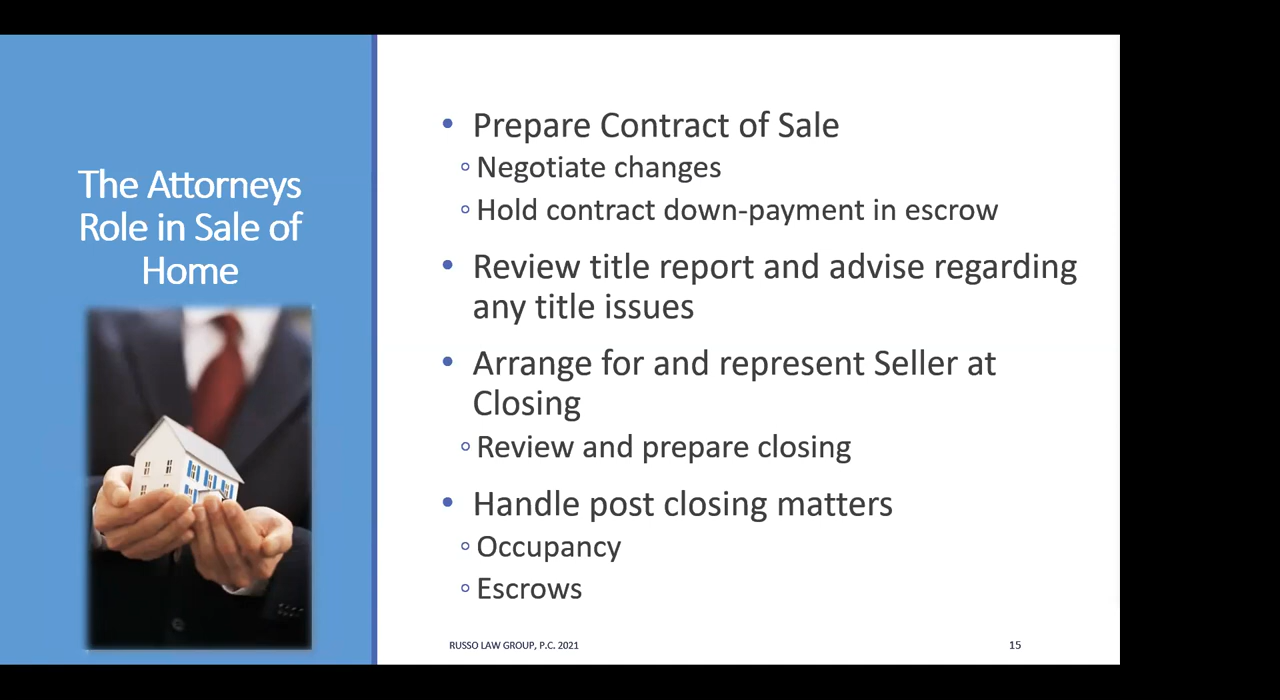 The Attorneys
Role in Sale of
Home
• Prepare Contract of Sale
◦ Negotiate changes
◦ Hold contract down-payment in escrow
• Review title report and advise regarding
any title issues
• Arrange for and represent Seller at
Closing
◦ Review and prepare closing
• Handle post closing matters
◦ Occupancy
◦ Escrows
RUSSO LAW GROUP, P.C. 2021
15